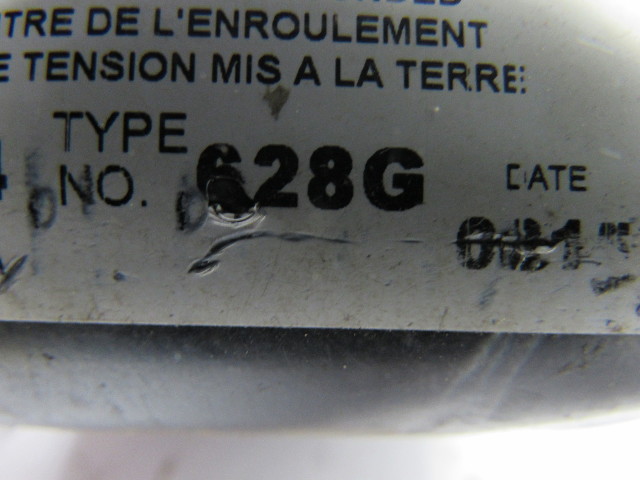 TRE DE L'ENROULEMENT
E TENSION MIS A LA TERRE
TYPE
NO. 628G
DATE